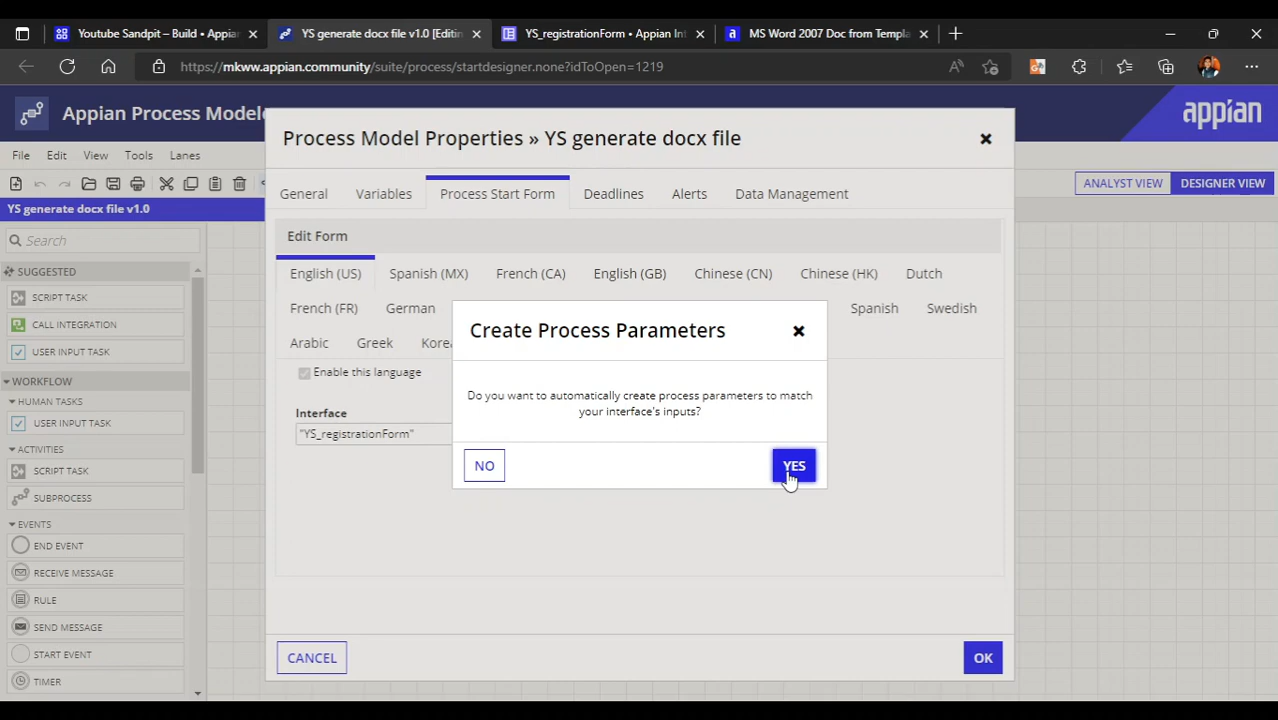 Youtube Sandpit – Build • Appian
YS generate docx file v1.0 [Editin
YS_registrationForm • Appian Int
MS Word 2007 Doc from Templa
https://mkww.appian.community/suite/process/startdesigner.none?idToOpen=1219
Appian Process Modele
appian
File
Edit
View
Tools
Lanes
ANALYST VIEW
DESIGNER VIEW
YS generate docx file v1.0
Search
SUGGESTED
SCRIPT TASK
CALL INTEGRATION
USER INPUT TASK
WORKFLOW
HUMAN TASKS
USER INPUT TASK
ACTIVITIES
SCRIPT TASK
SUBPROCESS
EVENTS
END EVENT
RECEIVE MESSAGE
RULE
SEND MESSAGE
START EVENT
TIMER
Process Model Properties » YS generate docx file
General
Variables
Process Start Form
Deadlines
Alerts
Data Management
Edit Form
English (US)
Spanish (MX)
French (CA)
English (GB)
Chinese (CN)
Chinese (HK)
Dutch
French (FR)
German
Spanish
Swedish
Arabic
Greek
Korea
Enable this language
Interface
"YS_registrationForm"
Create Process Parameters
Do you want to automatically create process parameters to match
your interface's inputs?
NO
YES
CANCEL
OK